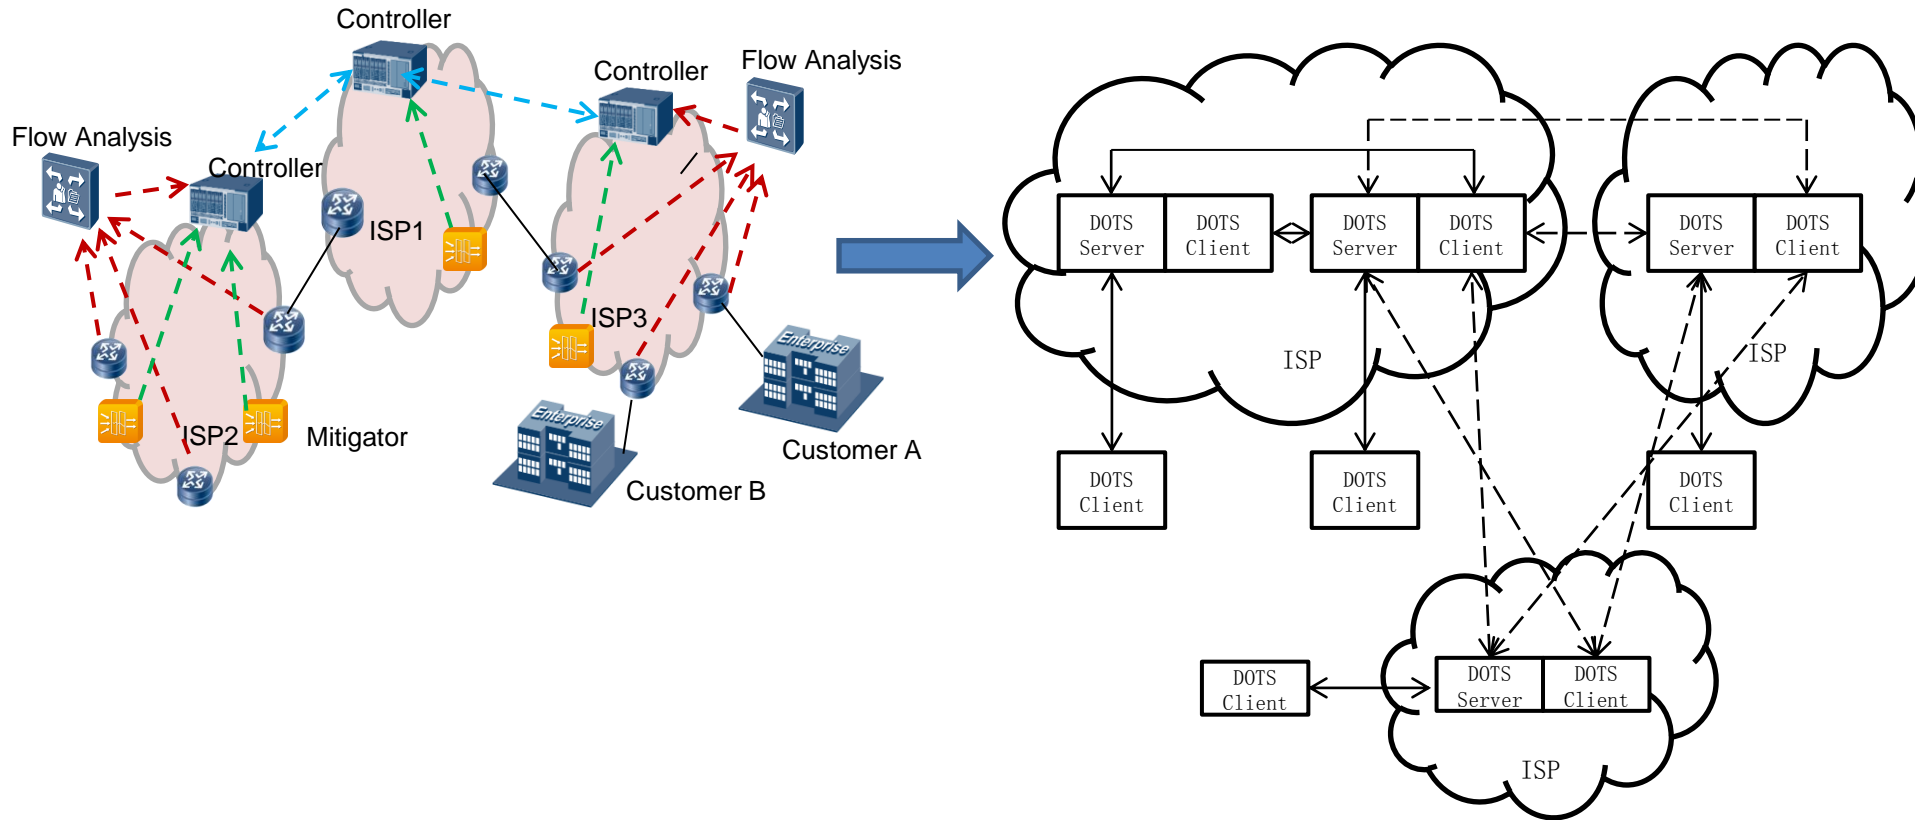 Controller
Flow Analysis
Controller
Flow Analysis
Controller
ISP1
ISP3
ISP2
Mitigator
Enterprise
Customer A
Enterprise
Customer B
DOTS
Server
DOTS
Client
DOTS
Server
DOTS
Client
DOTS
Server
DOTS
Client
ISP
ISP
DOTS
Client
DOTS
Client
DOTS
Client
DOTS
Client
DOTS
Server
DOTS
Client
ISP